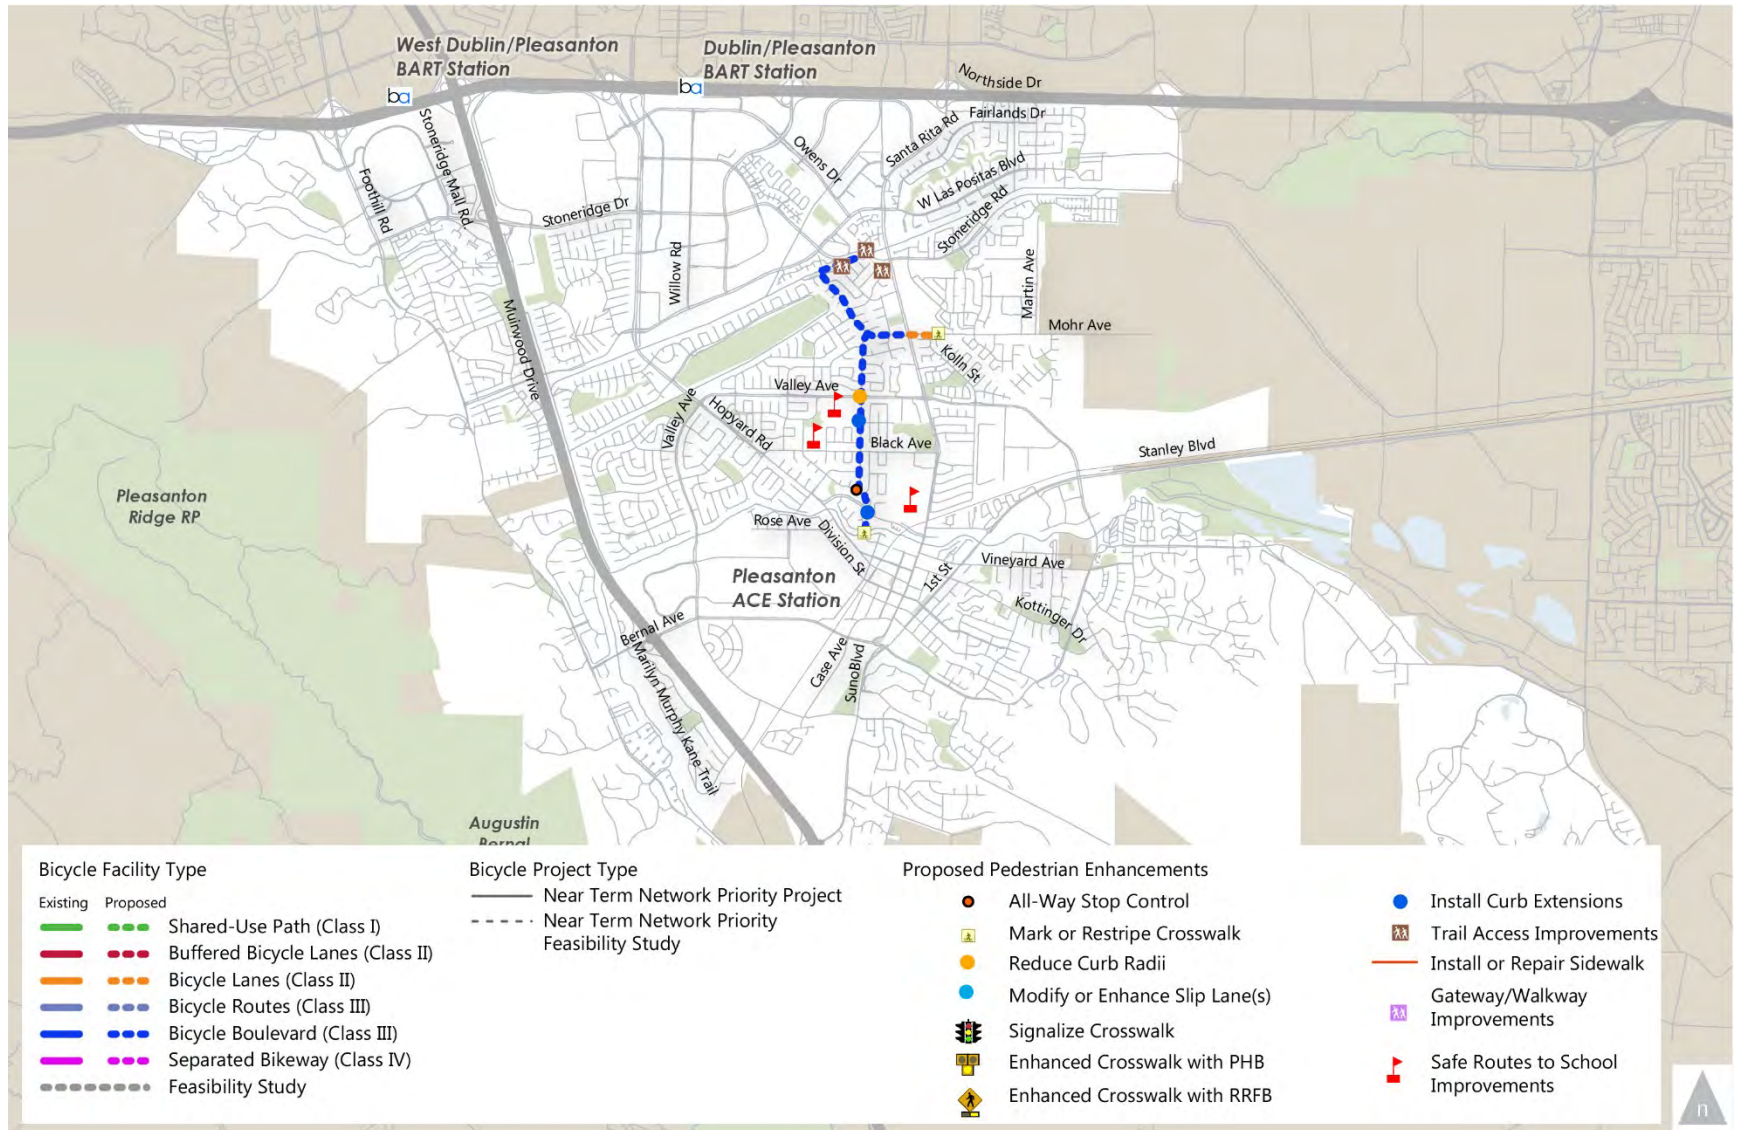 West Dublin/Pleasanton
BART Station
Dublin/Pleasanton
BART Station
ba
ba
Northside Dr
Fairlands Dr
Santa Rita Rd
Owens Dr
W Las Positas Blvd
Stoneridge Rd
Stoneridge Mall Rd.
Foothill Rd
Stoneridge Dr
Willow Rd
Martin Ave
Mohr Ave
Muirwood Drive
Kolln St
Valley Ave
Valley Ave
Hopyard Rd
Black Ave
Stanley Blvd
Pleasanton
Ridge RP
Rose Ave
Division St
Vineyard Ave
1st St
Pleasanton
ACE Station
Kottinger Dr
Bernal Ave
Case Ave
SunoBlvd
Marilyn Murphy Kane Trail
Augustin
Bernal
Bicycle Facility Type
Existing Proposed
Shared-Use Path (Class I)
Buffered Bicycle Lanes (Class II)
Bicycle Lanes (Class II)
Bicycle Routes (Class III)
Bicycle Boulevard (Class III)
Separated Bikeway (Class IV)
Feasibility Study
Bicycle Project Type
Near Term Network Priority Project
Near Term Network Priority
Feasibility Study
Proposed Pedestrian Enhancements
All-Way Stop Control
Mark or Restripe Crosswalk
Reduce Curb Radii
Modify or Enhance Slip Lane(s)
Signalize Crosswalk
Enhanced Crosswalk with PHB
Enhanced Crosswalk with RRFB
Install Curb Extensions
Trail Access Improvements
Install or Repair Sidewalk
Gateway/Walkway
Improvements
Safe Routes to School
Improvements
n